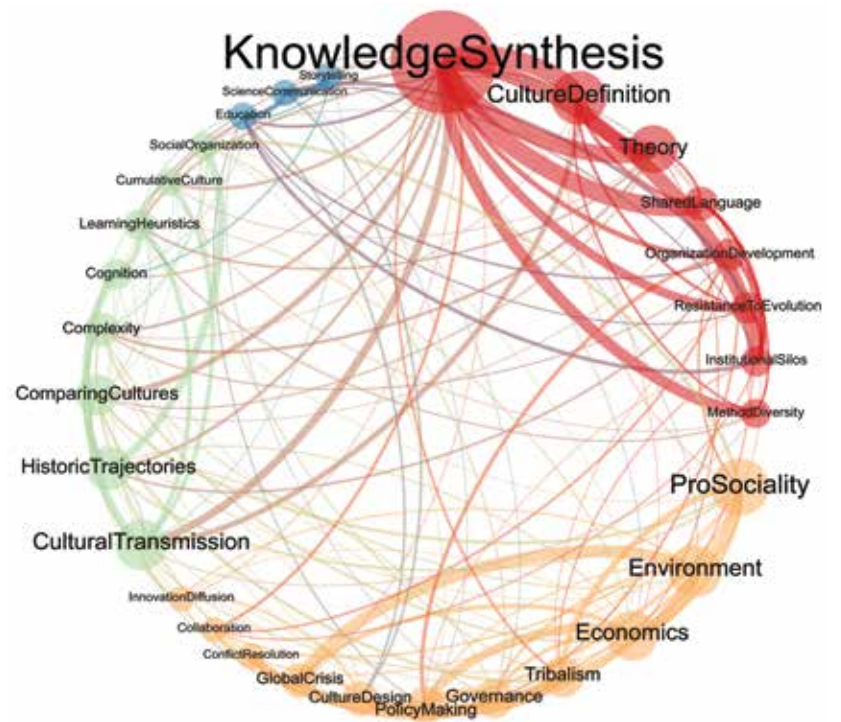 KnowledgeSynthesis
Storytelling
ScienceCommunication
CultureDefinition
Education
SocialOrganization
Theory
CumulativeCulture
SharedLanguage
LearningHeuristics
OrganizationDevelopment
Cognition
ResistanceToEvolution
Complexity
InstitutionalSilos
ComparingCultures
MethodDiversity
HistoricTrajectories
ProSociality
CulturalTransmission
Environment
InnovationDiffusion
Collaboration
Economics
ConflictResolution
GlobalCrisis
Tribalism
CultureDesign
Governance
PolicyMaking